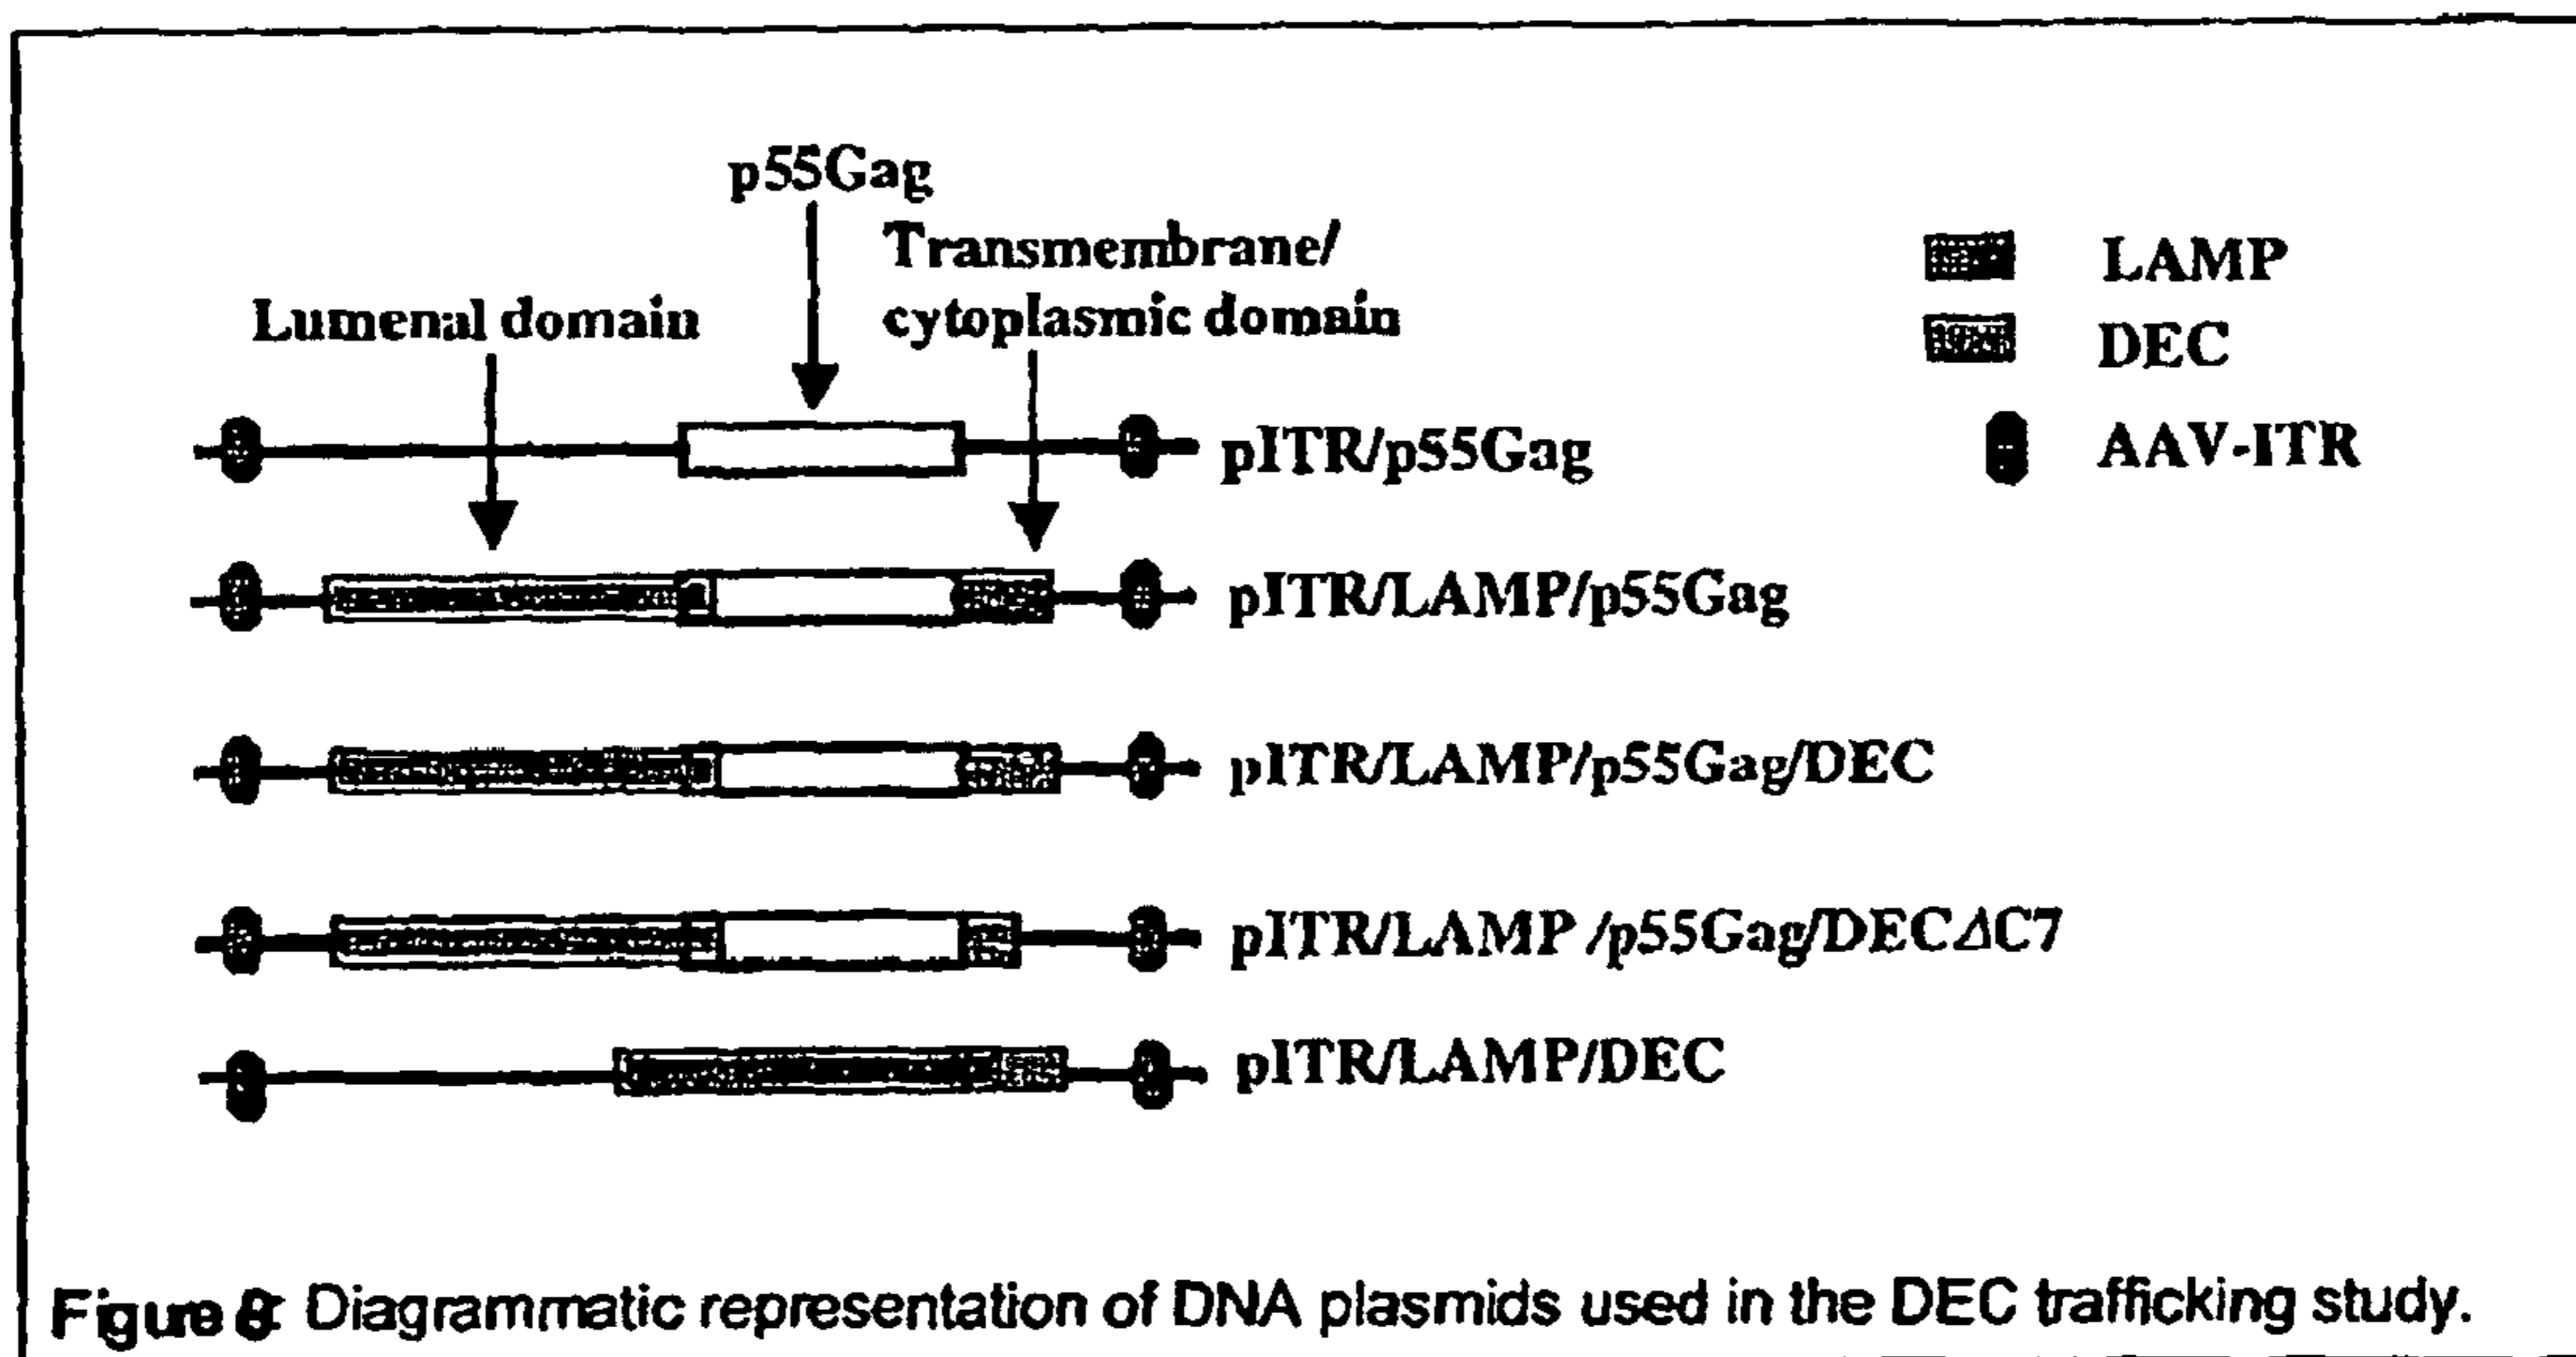 p55Gag
Transmembrane/
cytoplasmic domain
Lumenal domain
LAMP
DEC
AAV-ITR
pITR/p55Gag
pITR/LAMP/p55Gag
pITR/LAMP/p55Gag/DEC
pITR/LAMP /p55Gag/DECΔC7
pITR/LAMP/DEC
Figure Diagrammatic representation of DNA plasmids used in the DEC trafficking study.